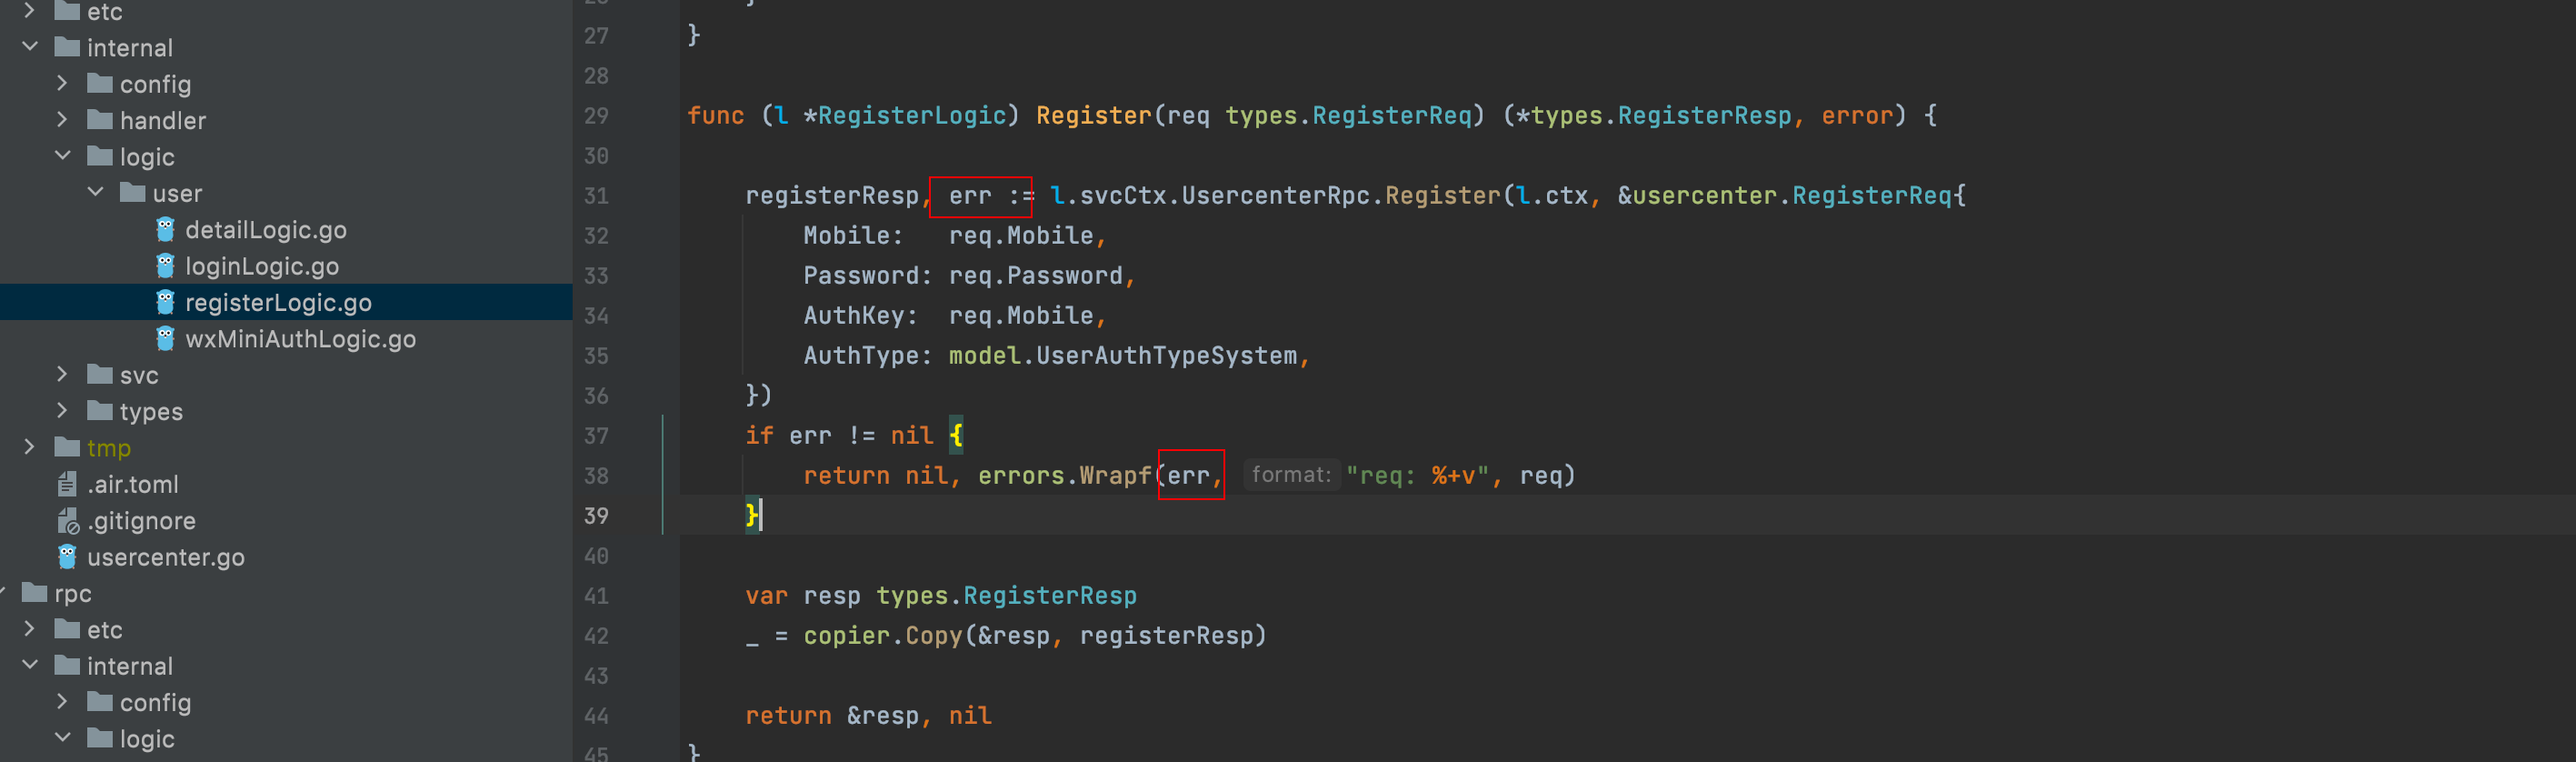 etc
internal
config
handler
logic
user
detailLogic.go
loginLogic.go
registerLogic.go
wxMiniAuthLogic.go
svc
types
tmp
.air.toml
.gitignore
usercenter.go
rpc
etc
internal
config
logic
27 }
28
29 func (l *RegisterLogic) Register(req types.RegisterReq) (*types.RegisterResp, error) {
30
31 registerResp, err := l.svcCtx.UsercenterRpc.Register(l.ctx, &usercenter.RegisterReq{
32 Mobile: req.Mobile,
33 Password: req.Password,
34 AuthKey: req.Mobile,
35 AuthType: model.UserAuthTypeSystem,
36 })
37 if err != nil {
38 return nil, errors.Wrapf(err, format: "req: %+v", req)
39 }
40
41 var resp types.RegisterResp
42 _ = copier.Copy(&resp, registerResp)
43
44 return &resp, nil
45 }